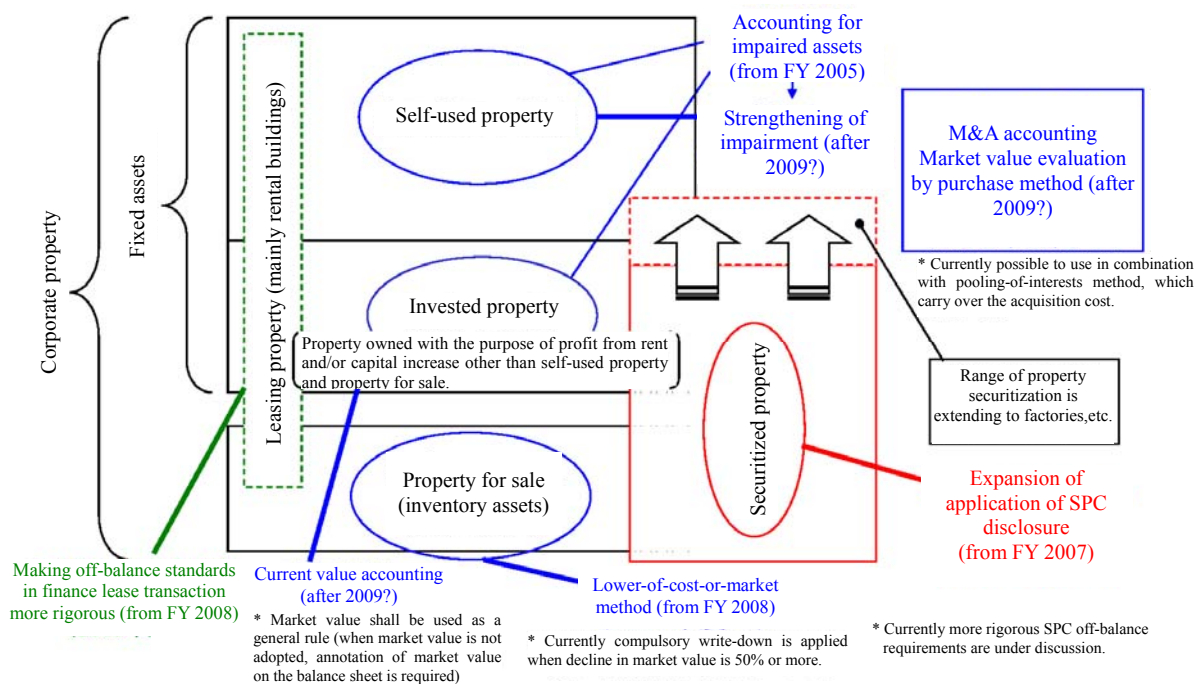 Corporate property
Fixed assets
Leasing property (mainly rental buildings)
Self-used property
Accounting for
impaired assets
(from FY 2005)
Strengthening of
impairment (after
2009?)
M&A accounting
Market value evaluation
by purchase method (after
2009?)
* Currently possible to use in combination
with pooling-of-interests method, which
carry over the acquisition cost.
Invested property
Property owned with the purpose of profit from rent
and/or capital increase other than self-used property
and property for sale.
Securitized property
Range of property
securitization is
extending to factories,etc.
Property for sale
(inventory assets)
Expansion of
application of SPC
disclosure
(from FY 2007)
Making off-balance standards
in finance lease transaction
more rigorous (from FY 2008)
Current value accounting
(after 2009?)
* Market value shall be used as a
general rule (when market value is not
adopted, annotation of market value
on the balance sheet is required)
Lower-of-cost-or-market
method (from FY 2008)
* Currently compulsory write-down is applied
when decline in market value is 50% or more.
* Currently more rigorous SPC off-balance
requirements are under discussion.